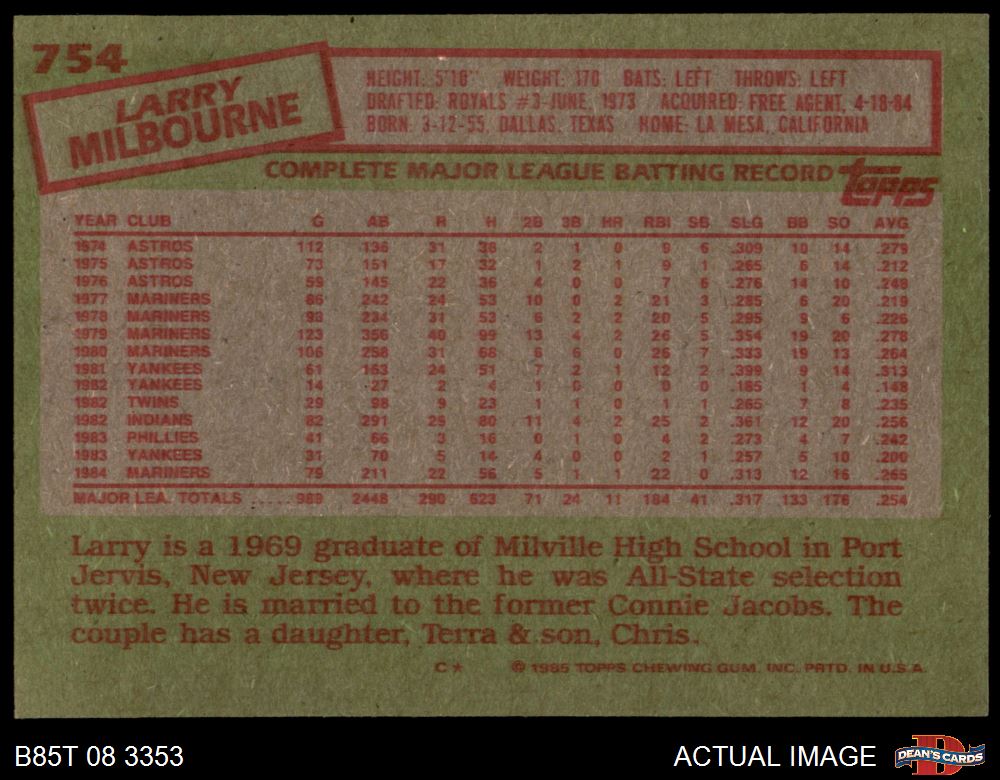 754
LARRY
MILBOURNE
HEIGHT: 5'10" WEIGHT: 170 BATS: LEFT THROWS: LEFT
DRAFTED: ROYALS #3-JUNE, 1973 ACQUIRED: FREE AGENT, 4-18-84
BORN: 3-12-55, DALLAS, TEXAS HOME: LA MESA, CALIFORNIA
COMPLETE MAJOR LEAGUE BATTING RECORD topps
YEAR CLUB G AB R H 2B 3B HR RBI SB SLG BB SO AVG
1974 ASTROS 112 136 31 38 2 1 0 9 6 .309 10 14 .279
1975 ASTROS 73 151 17 32 1 2 1 9 1 .265 6 14 .212
1976 ASTROS 59 145 22 36 4 0 0 7 6 .276 14 10 .248
1977 MARINERS 86 242 24 53 10 0 2 21 3 .285 6 20 .219
1978 MARINERS 93 234 31 53 6 2 2 20 5 .295 9 6 .226
1979 MARINERS 123 356 40 99 13 4 2 26 5 .354 19 20 .278
1980 MARINERS 106 258 31 68 6 6 0 26 7 .333 19 13 .264
1981 YANKEES 61 163 24 51 7 2 1 12 2 .399 9 14 .313
1982 YANKEES 14 27 2 4 1 0 0 0 0 .185 1 4 .148
1982 TWINS 29 98 9 23 1 1 0 1 1 .265 7 8 .235
1982 INDIANS 82 291 29 80 11 4 2 25 2 .361 12 20 .256
1983 PHILLIES 41 66 3 16 0 1 0 4 2 .273 4 7 .242
1983 YANKEES 31 70 5 14 4 0 0 2 1 .257 5 10 .200
1984 MARINERS 79 211 22 56 5 1 1 22 0 .313 12 16 .265
MAJOR LEA. TOTALS ..... 989 2448 290 623 71 24 11 184 41 .317 133 176 .254
Larry is a 1969 graduate of Milville High School in Port
Jervis, New Jersey, where he was All-State selection
twice. He is married to the former Connie Jacobs. The
couple has a daughter, Terra & son, Chris.
C* © 1985 TOPPS CHEWING GUM, INC. PRTD. IN U.S.A.
B85T 08 3353 ACTUAL IMAGE DEAN'S CARDS